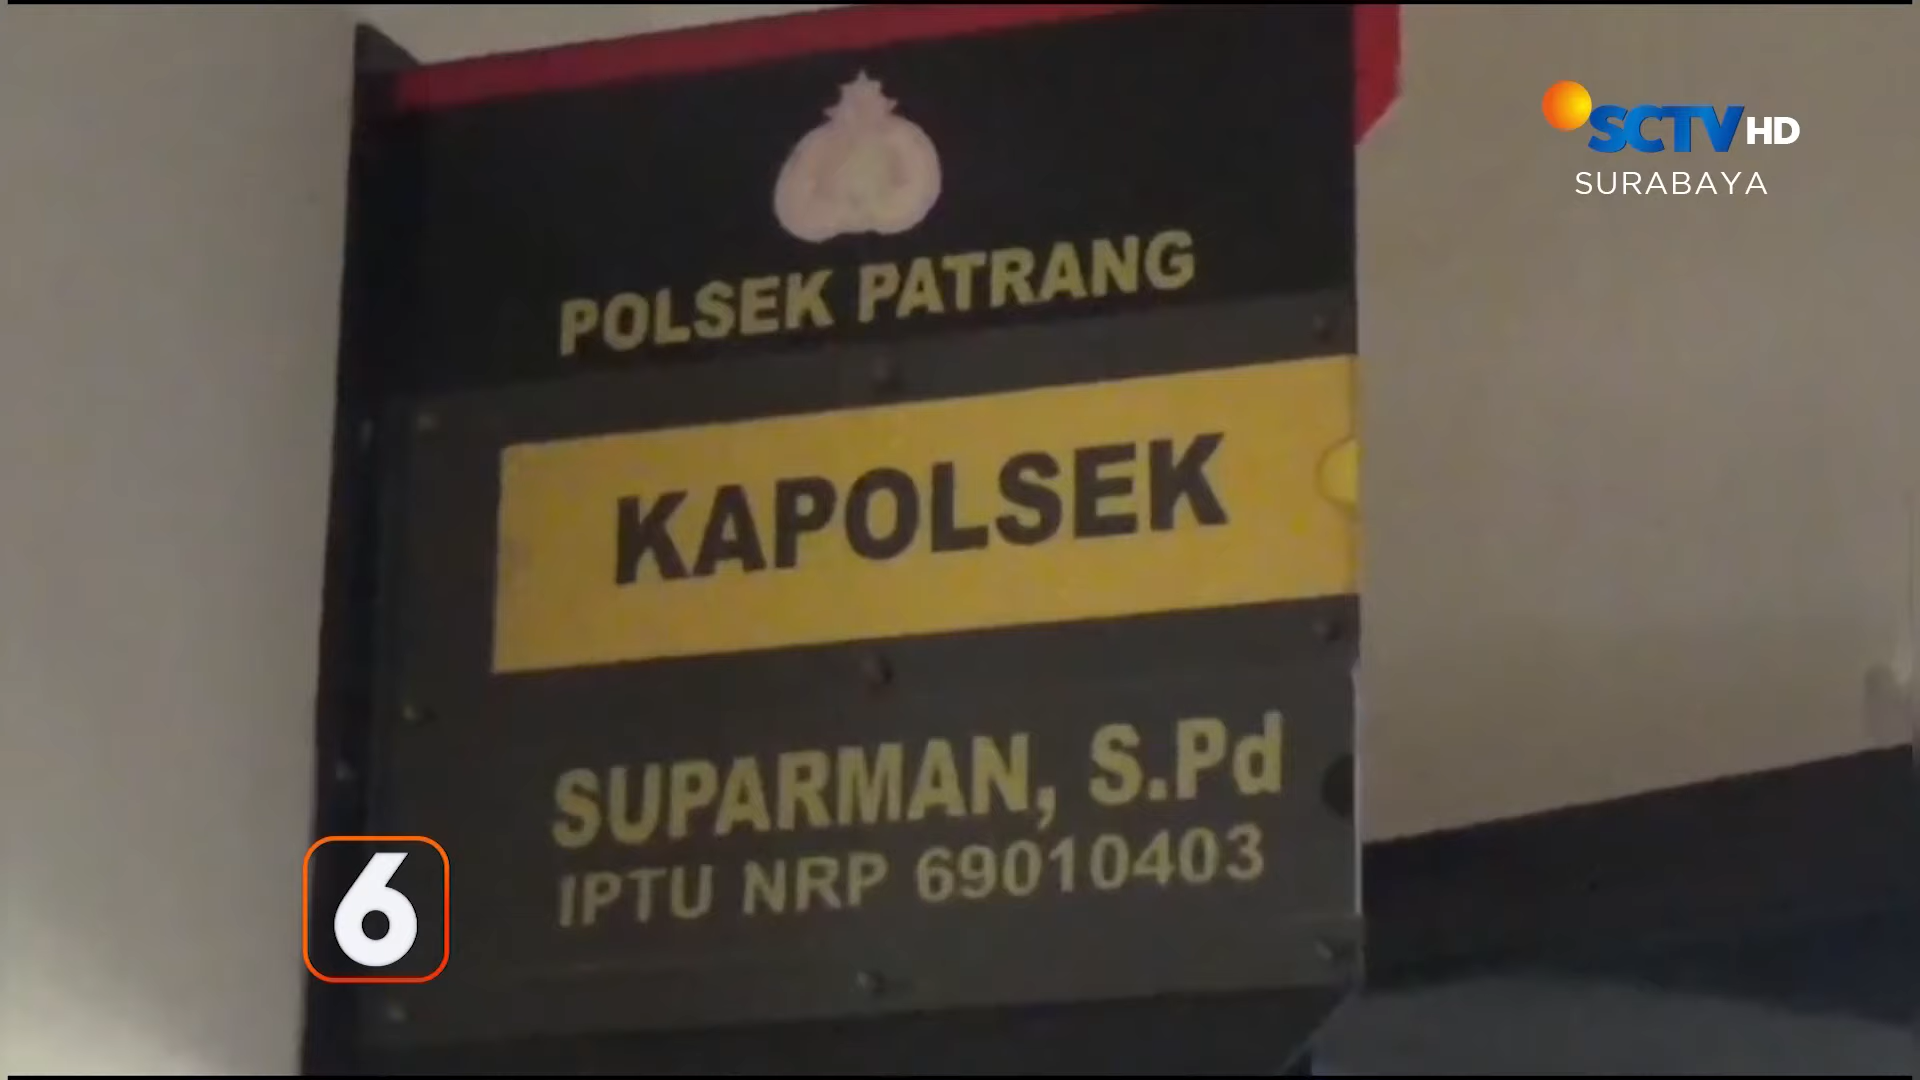 SCTV HD
SURABAYA
POLSEK PATRANG
KAPOLSEK
SUPARMAN, S.Pd
IPTU NRP 69010403
6